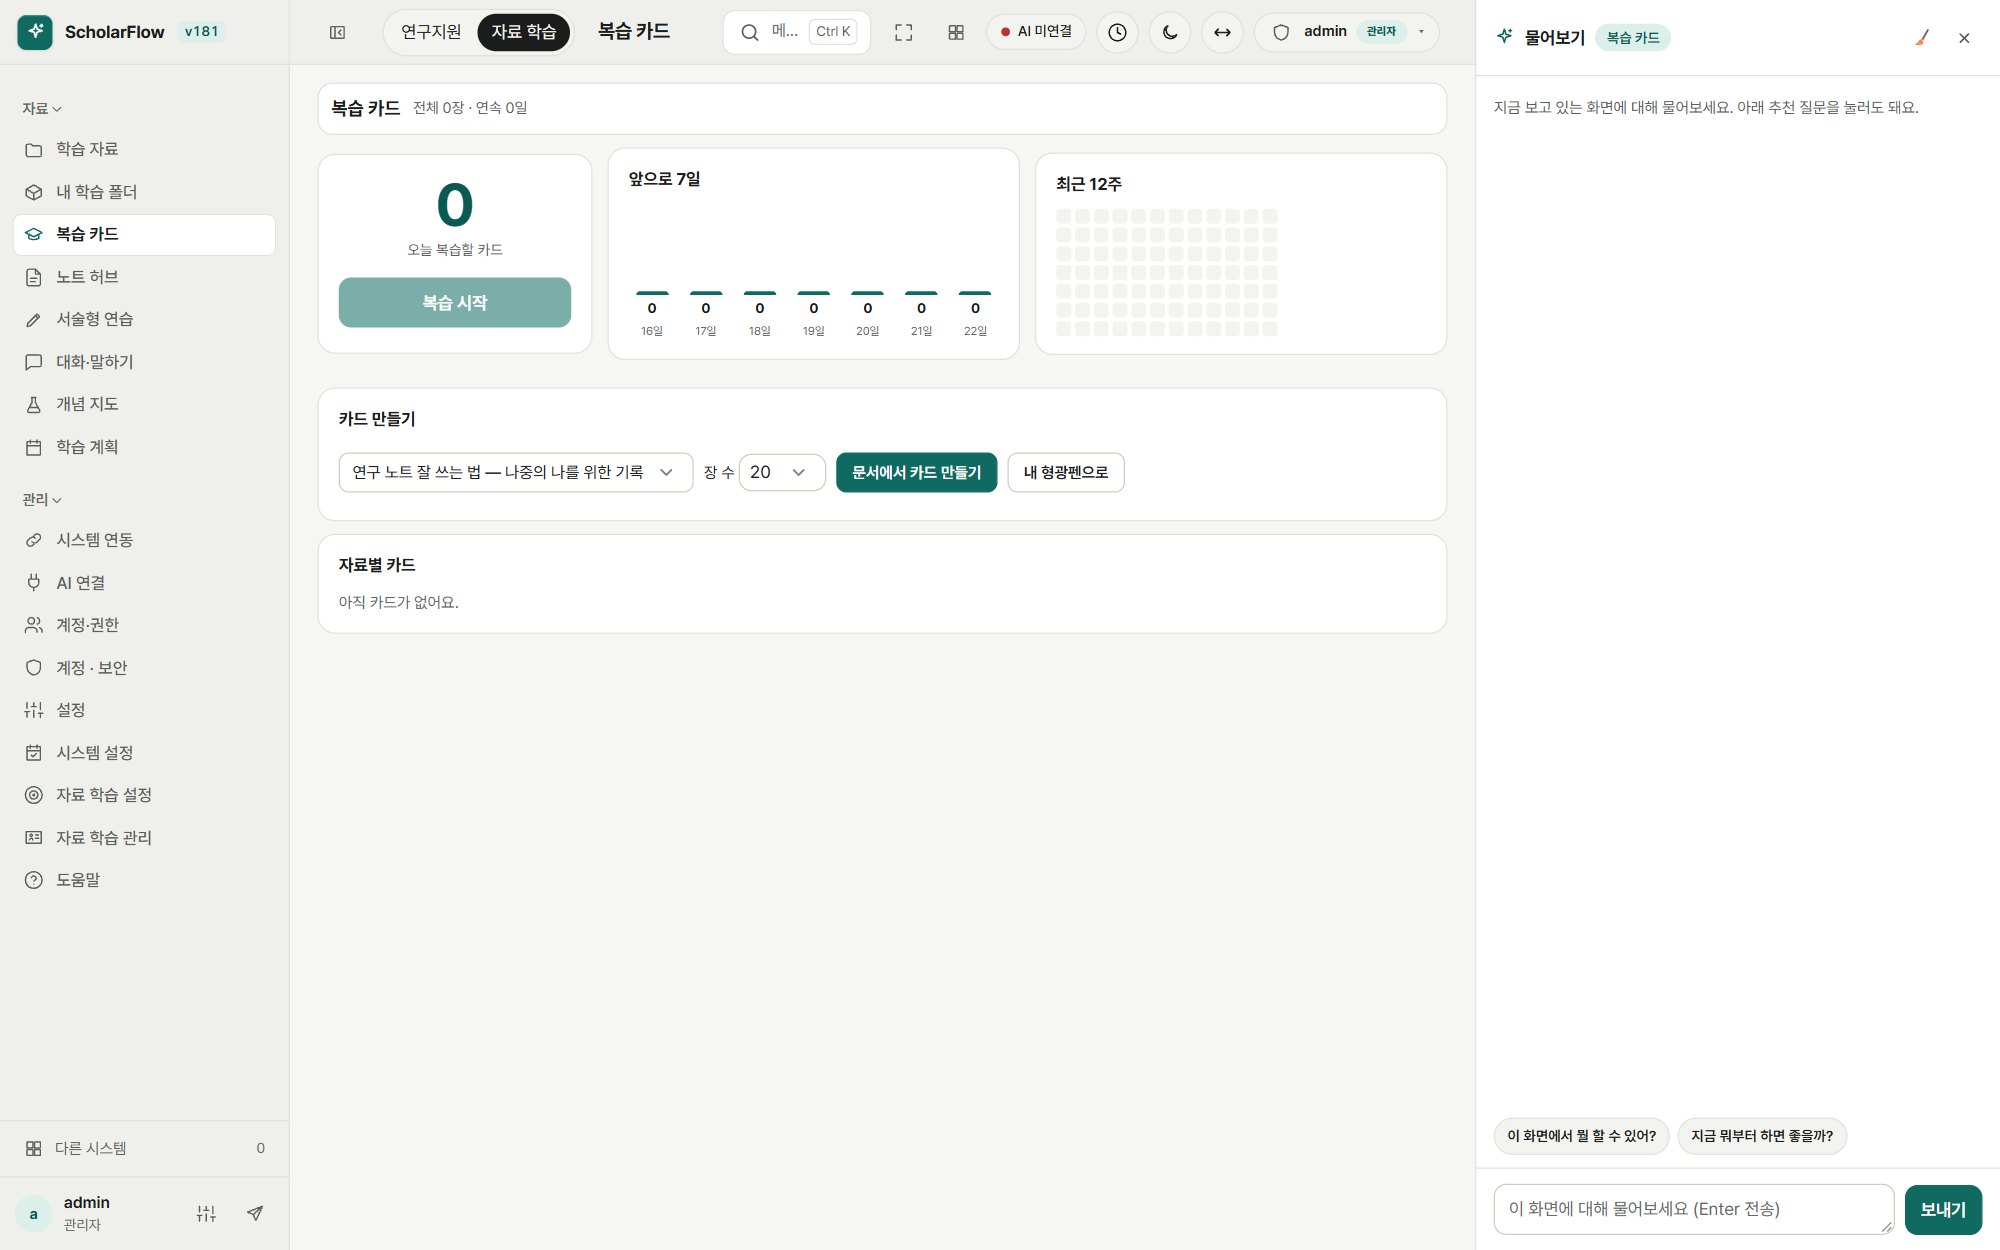 ScholarFlow v181
자료
학습 자료
내 학습 폴더
복습 카드
노트 허브
서술형 연습
대화·말하기
개념 지도
학습 계획
관리
시스템 연동
AI 연결
계정·권한
계정 · 보안
설정
시스템 설정
자료 학습 설정
자료 학습 관리
도움말
다른 시스템 0
a admin
관리자
연구지원 자료 학습 복습 카드 메... Ctrl K AI 미연결 admin 관리자
복습 카드 전체 0장 · 연속 0일
0
오늘 복습할 카드
복습 시작
앞으로 7일
0 0 0 0 0 0 0
16일 17일 18일 19일 20일 21일 22일
최근 12주
카드 만들기
연구 노트 잘 쓰는 법 — 나중의 나를 위한 기록 장 수 20 문서에서 카드 만들기 내 형광펜으로
자료별 카드
아직 카드가 없어요.
물어보기 복습 카드
지금 보고 있는 화면에 대해 물어보세요. 아래 추천 질문을 눌러도 돼요.
이 화면에서 뭘 할 수 있어? 지금 뭐부터 하면 좋을까?
이 화면에 대해 물어보세요 (Enter 전송) 보내기